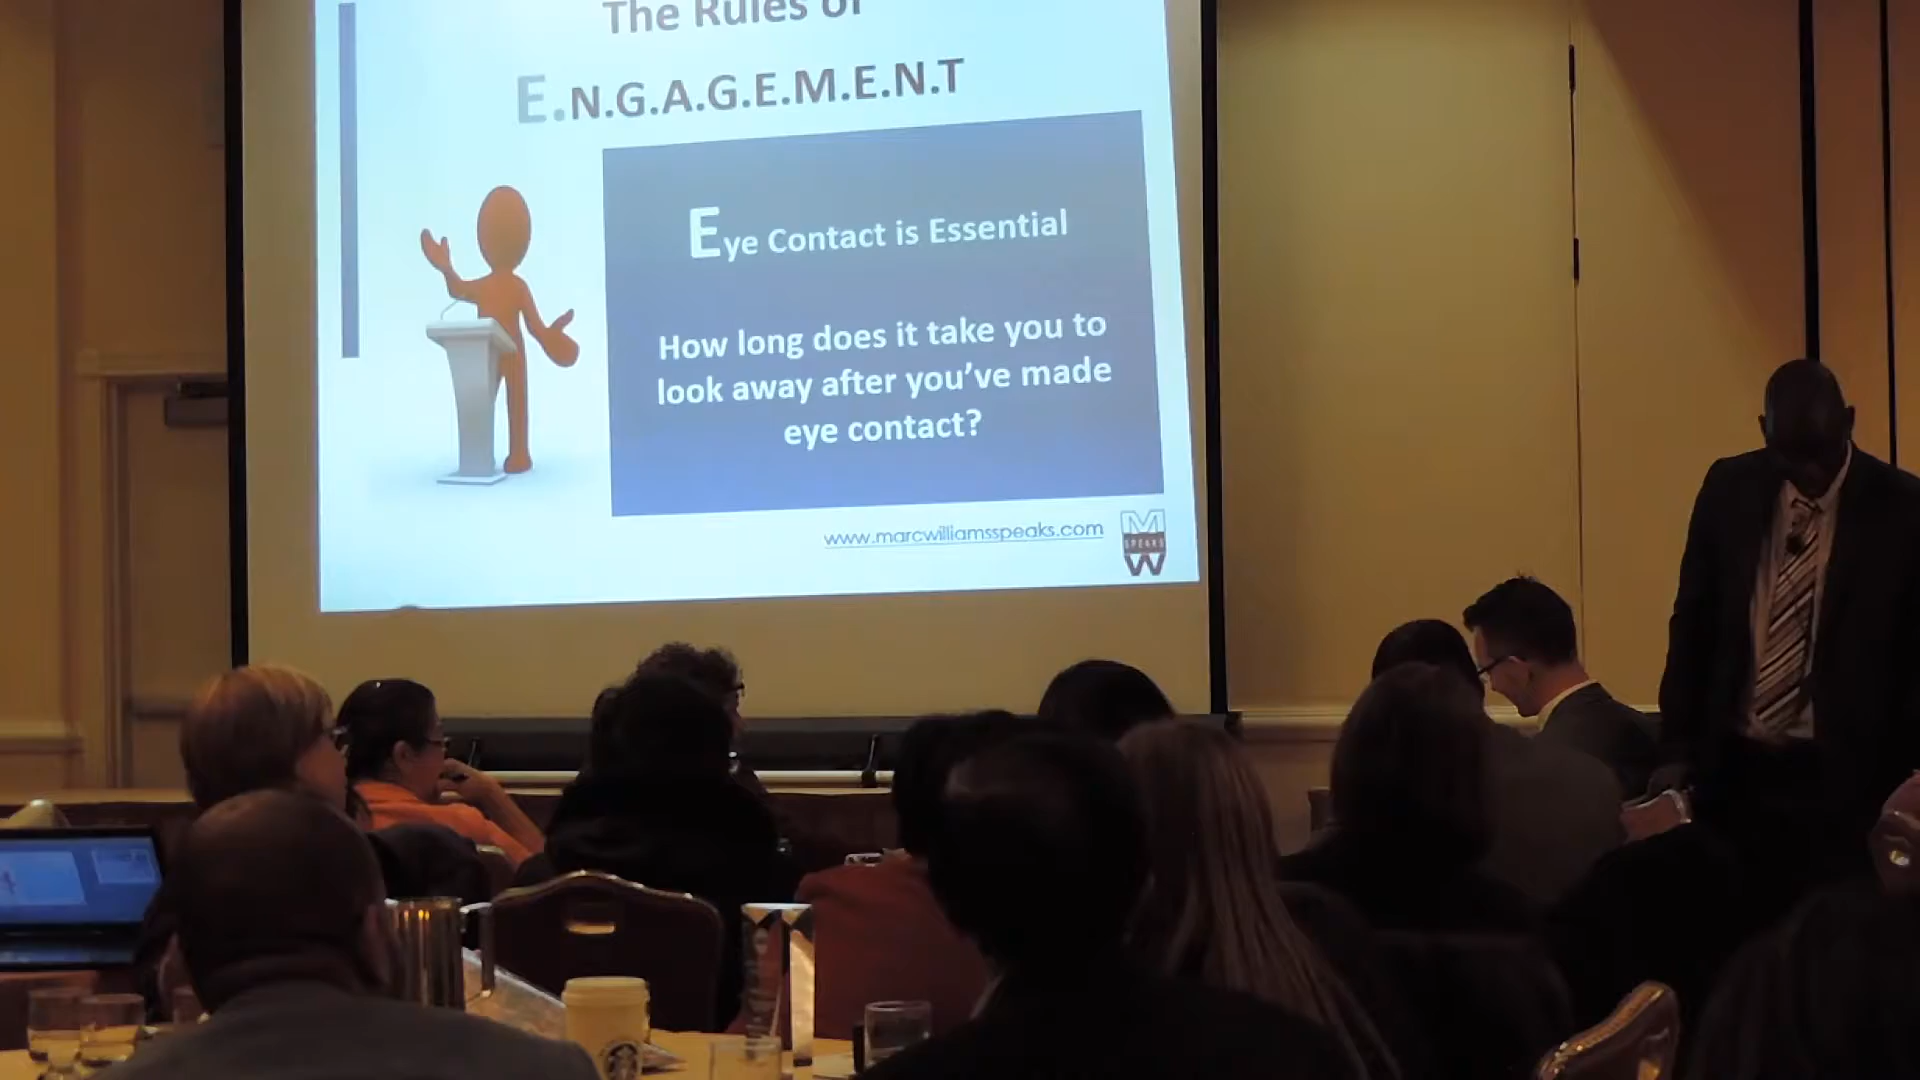 The Rules of
E.N.G.A.G.E.M.E.N.T
Eye Contact is Essential
How long does it take you to
look away after you've made
eye contact?
www.marcwilliamsspeaks.com
M
SPEAKS
W